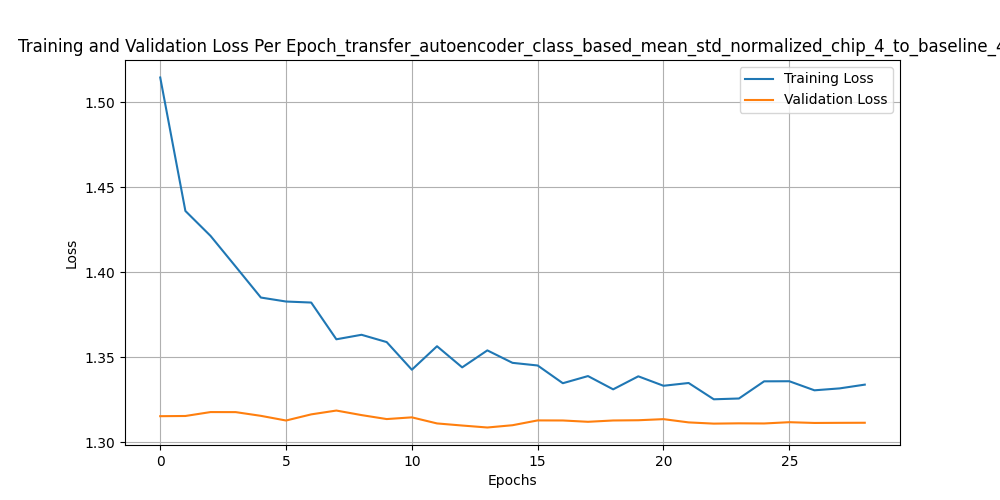 Training and Validation Loss Per Epoch_transfer_autoencoder_class_based_mean_std_normalized_chip_4_to_baseline_4
Training Loss
Validation Loss
1.50
1.45
1.40
1.35
1.30
Loss
0 5 10 15 20 25
Epochs